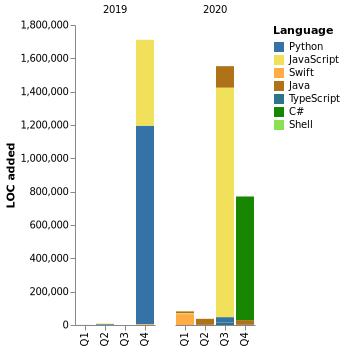 2019 2020
Language
Python
JavaScript
Swift
Java
TypeScript
C#
Shell
LOC added
1,800,000
1,600,000
1,400,000
1,200,000
1,000,000
800,000
600,000
400,000
200,000
0
Q1 Q2 Q3 Q4 Q1 Q2 Q3 Q4